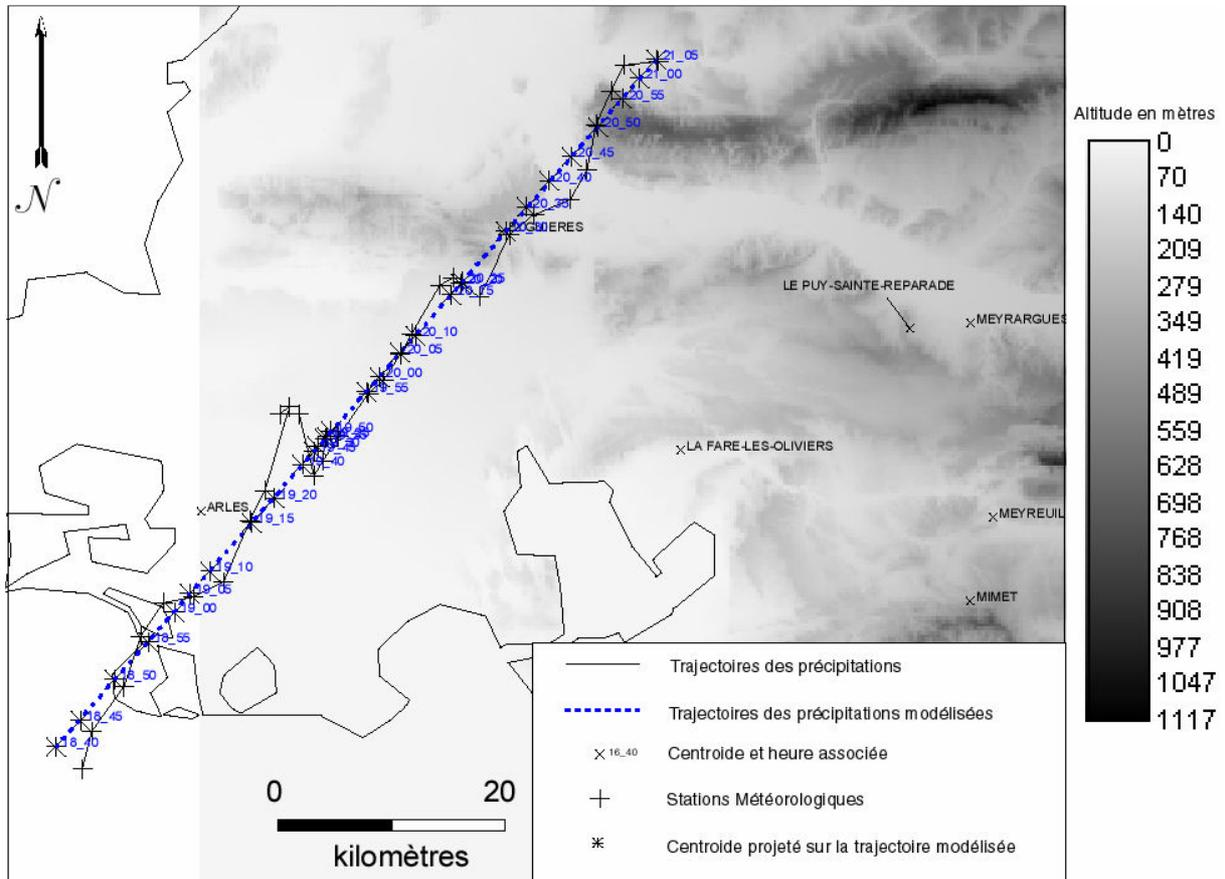 21_05
21_00
20_55
20_50
20_45
20_40
20_35
20_10
20_05
20_00
19_55
19_50
19_20
19_15
19_10
19_05
19_00
18_55
18_50
18_45
18_40
N
LE PUY-SAINTE-REPARADE
MEYRARGUES
LA FARE-LES-OLIVIERS
ARLES
MEYREUIL
MIMET
Altitude en mètres
0
70
140
209
279
349
419
489
559
628
698
768
838
908
977
1047
1117
0 20
kilomètres
Trajectoires des précipitations
Trajectoires des précipitations modélisées
16_40 Centroide et heure associée
Stations Météorologiques
Centroide projeté sur la trajectoire modélisée